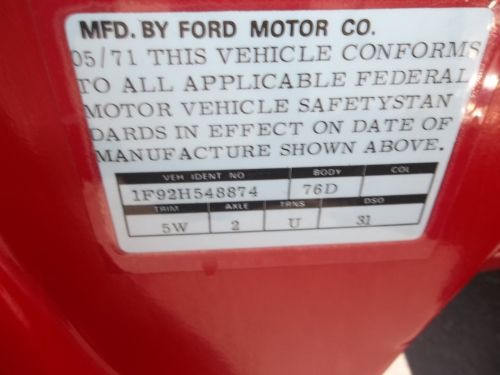 MFD. BY FORD MOTOR CO.
05/71 THIS VEHICLE CONFORMS
TO ALL APPLICABLE FEDERAL
MOTOR VEHICLE SAFETYSTAN
DARDS IN EFFECT ON DATE OF
MANUFACTURE SHOWN ABOVE.
VEH IDENT NO BODY COL
1F92H548874 76D
TRIM AXLE TRNS DSO
5W 2 U 31